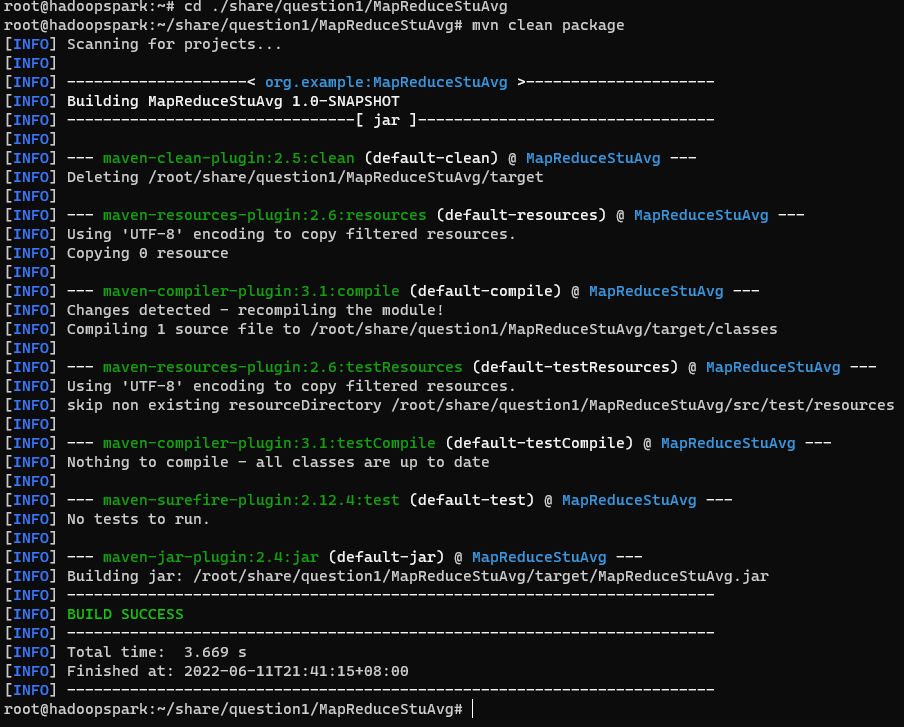 root@hadoopspark:~# cd ./share/question1/MapReduceStuAvg
root@hadoopspark:~/share/question1/MapReduceStuAvg# mvn clean package
[INFO] Scanning for projects...
[INFO]
[INFO] --------------------< org.example:MapReduceStuAvg >---------------------
[INFO] Building MapReduceStuAvg 1.0-SNAPSHOT
[INFO] --------------------------------[ jar ]---------------------------------
[INFO]
[INFO] --- maven-clean-plugin:2.5:clean (default-clean) @ MapReduceStuAvg ---
[INFO] Deleting /root/share/question1/MapReduceStuAvg/target
[INFO]
[INFO] --- maven-resources-plugin:2.6:resources (default-resources) @ MapReduceStuAvg ---
[INFO] Using 'UTF-8' encoding to copy filtered resources.
[INFO] Copying 0 resource
[INFO]
[INFO] --- maven-compiler-plugin:3.1:compile (default-compile) @ MapReduceStuAvg ---
[INFO] Changes detected - recompiling the module!
[INFO] Compiling 1 source file to /root/share/question1/MapReduceStuAvg/target/classes
[INFO]
[INFO] --- maven-resources-plugin:2.6:testResources (default-testResources) @ MapReduceStuAvg ---
[INFO] Using 'UTF-8' encoding to copy filtered resources.
[INFO] skip non existing resourceDirectory /root/share/question1/MapReduceStuAvg/src/test/resources
[INFO]
[INFO] --- maven-compiler-plugin:3.1:testCompile (default-testCompile) @ MapReduceStuAvg ---
[INFO] Nothing to compile - all classes are up to date
[INFO]
[INFO] --- maven-surefire-plugin:2.12.4:test (default-test) @ MapReduceStuAvg ---
[INFO] No tests to run.
[INFO]
[INFO] --- maven-jar-plugin:2.4:jar (default-jar) @ MapReduceStuAvg ---
[INFO] Building jar: /root/share/question1/MapReduceStuAvg/target/MapReduceStuAvg.jar
[INFO] ------------------------------------------------------------------------
[INFO] BUILD SUCCESS
[INFO] ------------------------------------------------------------------------
[INFO] Total time:  3.669 s
[INFO] Finished at: 2022-06-11T21:41:15+08:00
[INFO] ------------------------------------------------------------------------
root@hadoopspark:~/share/question1/MapReduceStuAvg#